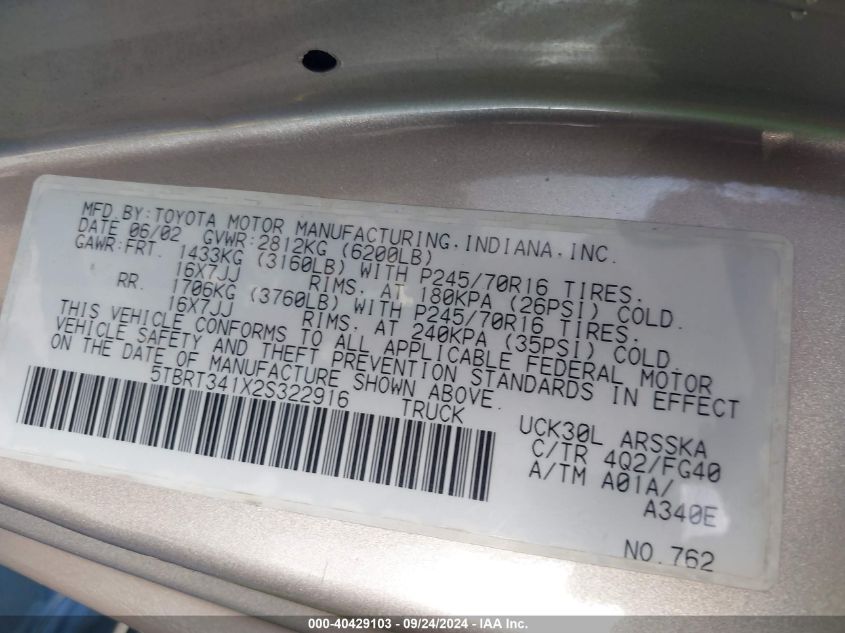 MFD.BY:TOYOTA MOTOR MANUFACTURING.INDIANA.INC.
DATE 06/02 GVWR:2812KG (6200LB)
GAWR:FRT. 1433KG (3160LB) WITH P245/70R16 TIRES.
16X7JJ RIMS. AT 180KPA (26PSI) COLD.
RR. 1706KG (3760LB) WITH P245/70R16 TIRES.
16X7JJ RIMS. AT 240KPA (35PSI) COLD
THIS VEHICLE CONFORMS TO ALL APPLICABLE FEDERAL MOTOR
VEHICLE SAFETY AND THEFT PREVENTION STANDARDS IN EFFECT
ON THE DATE OF MANUFACTURE SHOWN ABOVE.
5TBRT341X2S322916 TRUCK
UCK30L ARSSKA
C/TR 4Q2/FG40
A/TM A01A/
A340E
NO.762
000-40429103 - 09/24/2024 - IAA Inc.